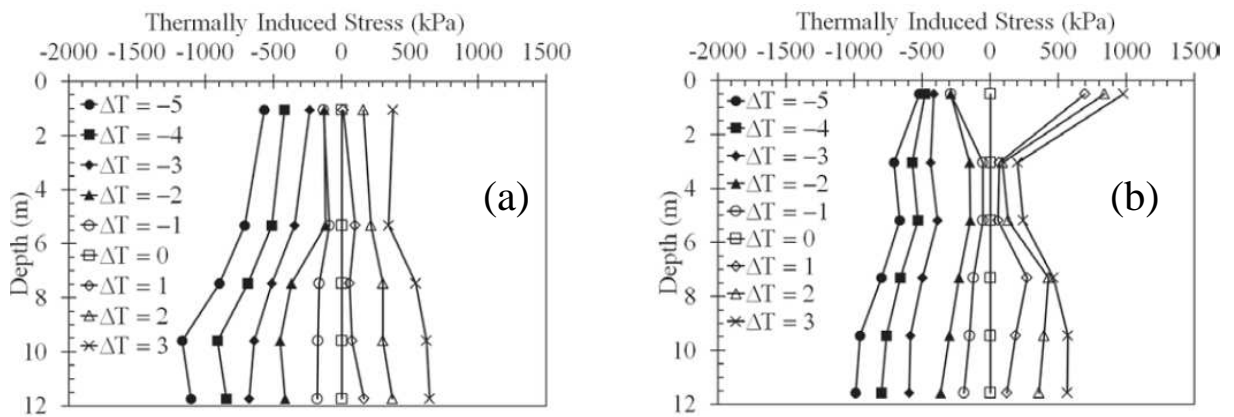 Thermally Induced Stress (kPa)
-2000 -1500 -1000 -500 0 500 1000 1500
0
2
4
6
8
10
12
Depth (m)
ΔT = −5
ΔT = −4
ΔT = −3
ΔT = −2
ΔT = −1
ΔT = 0
ΔT = 1
ΔT = 2
ΔT = 3
(a)
Thermally Induced Stress (kPa)
-2000 -1500 -1000 -500 0 500 1000 1500
0
2
4
6
8
10
12
Depth (m)
ΔT = −5
ΔT = −4
ΔT = −3
ΔT = −2
ΔT = −1
ΔT = 0
ΔT = 1
ΔT = 2
ΔT = 3
(b)